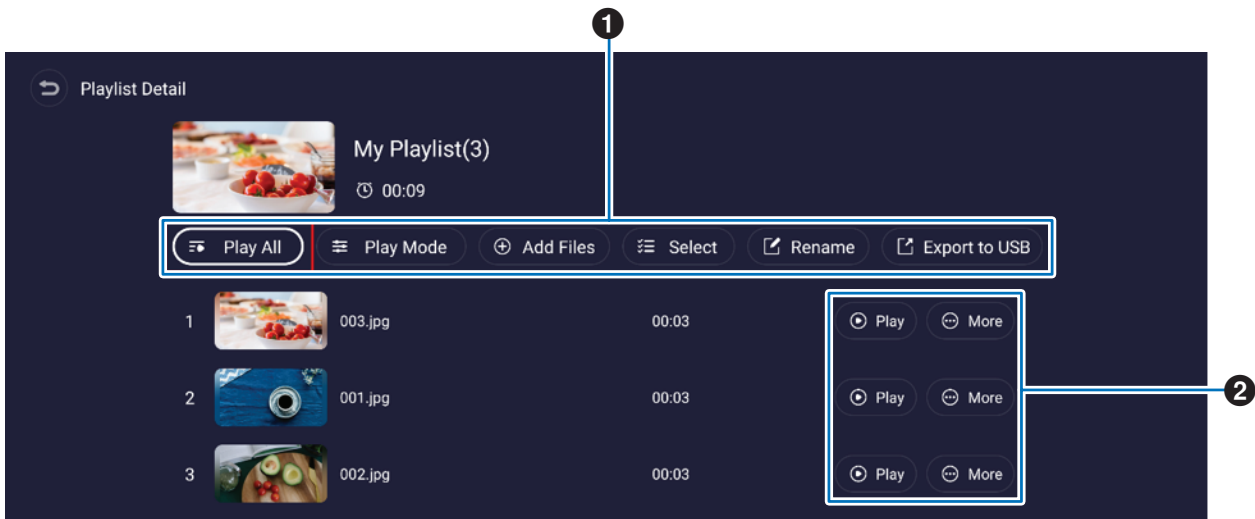 1
Playlist Detail
My Playlist(3)
00:09
Play All Play Mode Add Files Select Rename Export to USB
1 003.jpg 00:03 Play More
2 001.jpg 00:03 Play More
2
3 002.jpg 00:03 Play More